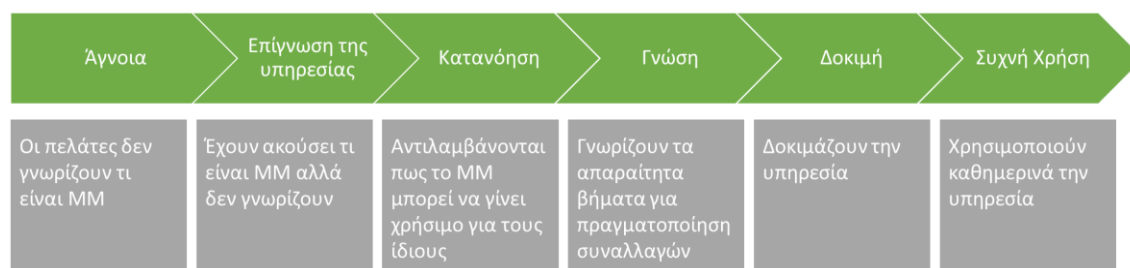 Άγνοια
Επίγνωση της
υπηρεσίας
Κατανόηση
Γνώση
Δοκιμή
Συχνή Χρήση
Οι πελάτες δεν
γνωρίζουν τι
είναι ΜΜ
Έχουν ακούσει τι
είναι ΜΜ αλλά
δεν γνωρίζουν
Αντιλαμβάνονται
πως το ΜΜ
μπορεί να γίνει
χρήσιμο για τους
ίδιους
Γνωρίζουν τα
απαραίτητα
βήματα για
πραγματοποίηση
συναλλαγών
Δοκιμάζουν την
υπηρεσία
Χρησιμοποιούν
καθημερινά την
υπηρεσία